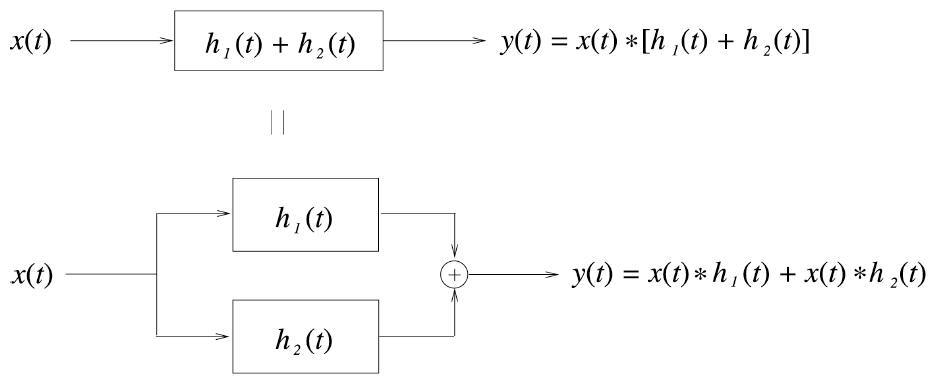 x(t) h₁(t) + h₂(t) y(t) = x(t)*[h₁(t) + h₂(t)]
||
h₁(t)
x(t) + y(t) = x(t)*h₁(t) + x(t)*h₂(t)
h₂(t)